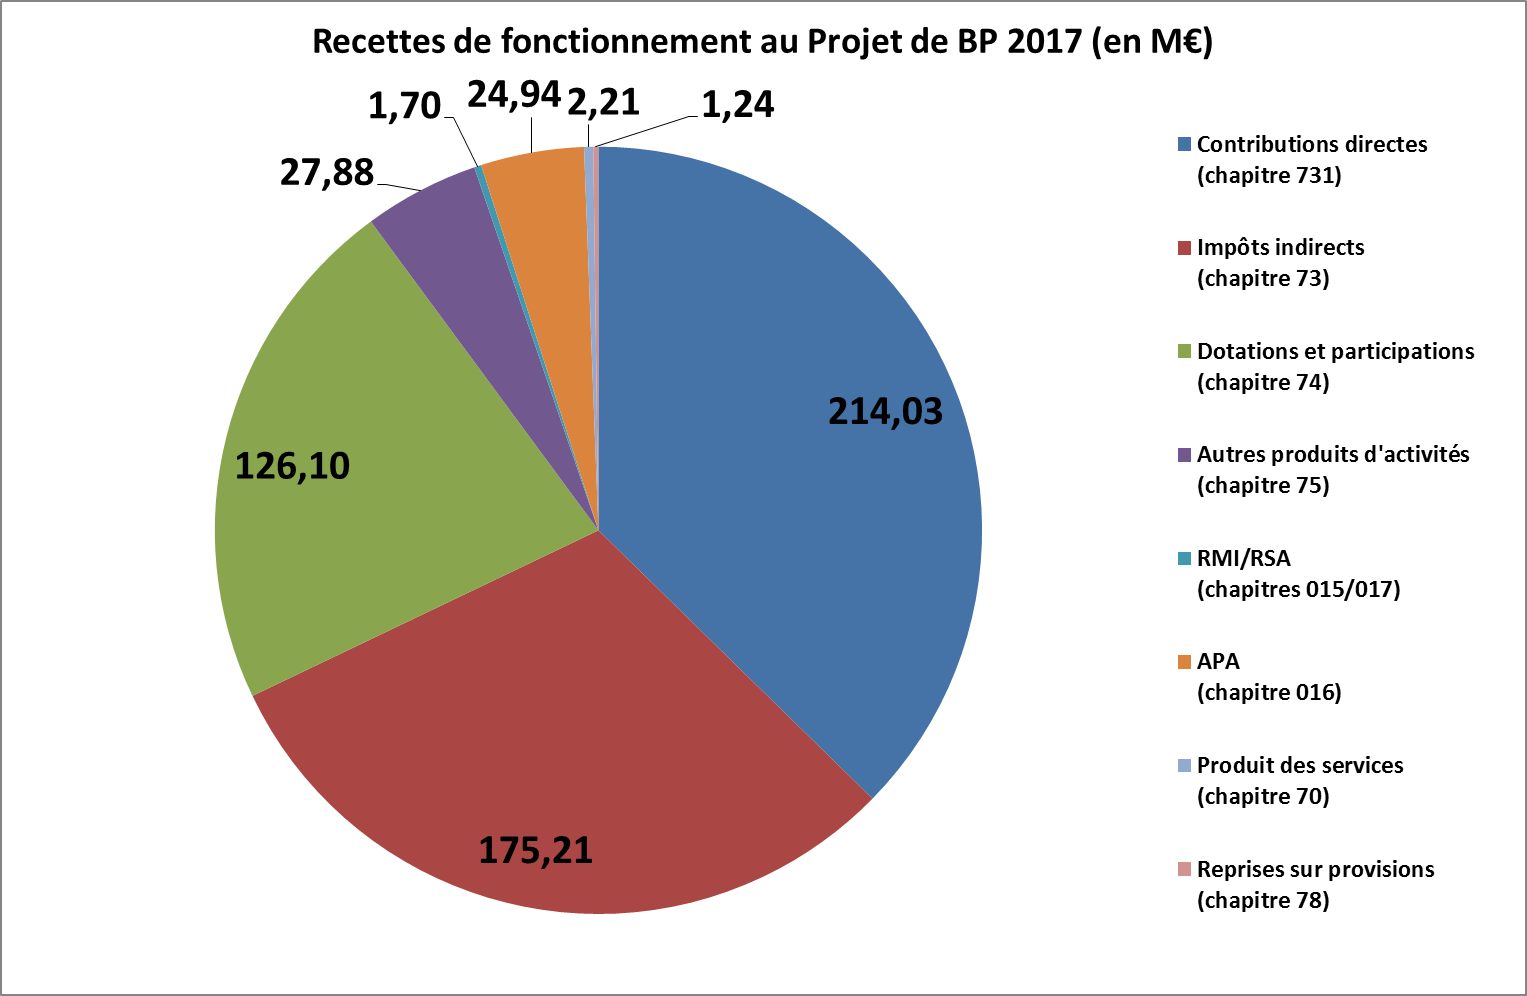 Recettes de fonctionnement au Projet de BP 2017 (en M€)
1,70
24,94
2,21
1,24
27,88
214,03
126,10
175,21
Contributions directes
(chapitre 731)
Impôts indirects
(chapitre 73)
Dotations et participations
(chapitre 74)
Autres produits d'activités
(chapitre 75)
RMI/RSA
(chapitres 015/017)
APA
(chapitre 016)
Produit des services
(chapitre 70)
Reprises sur provisions
(chapitre 78)